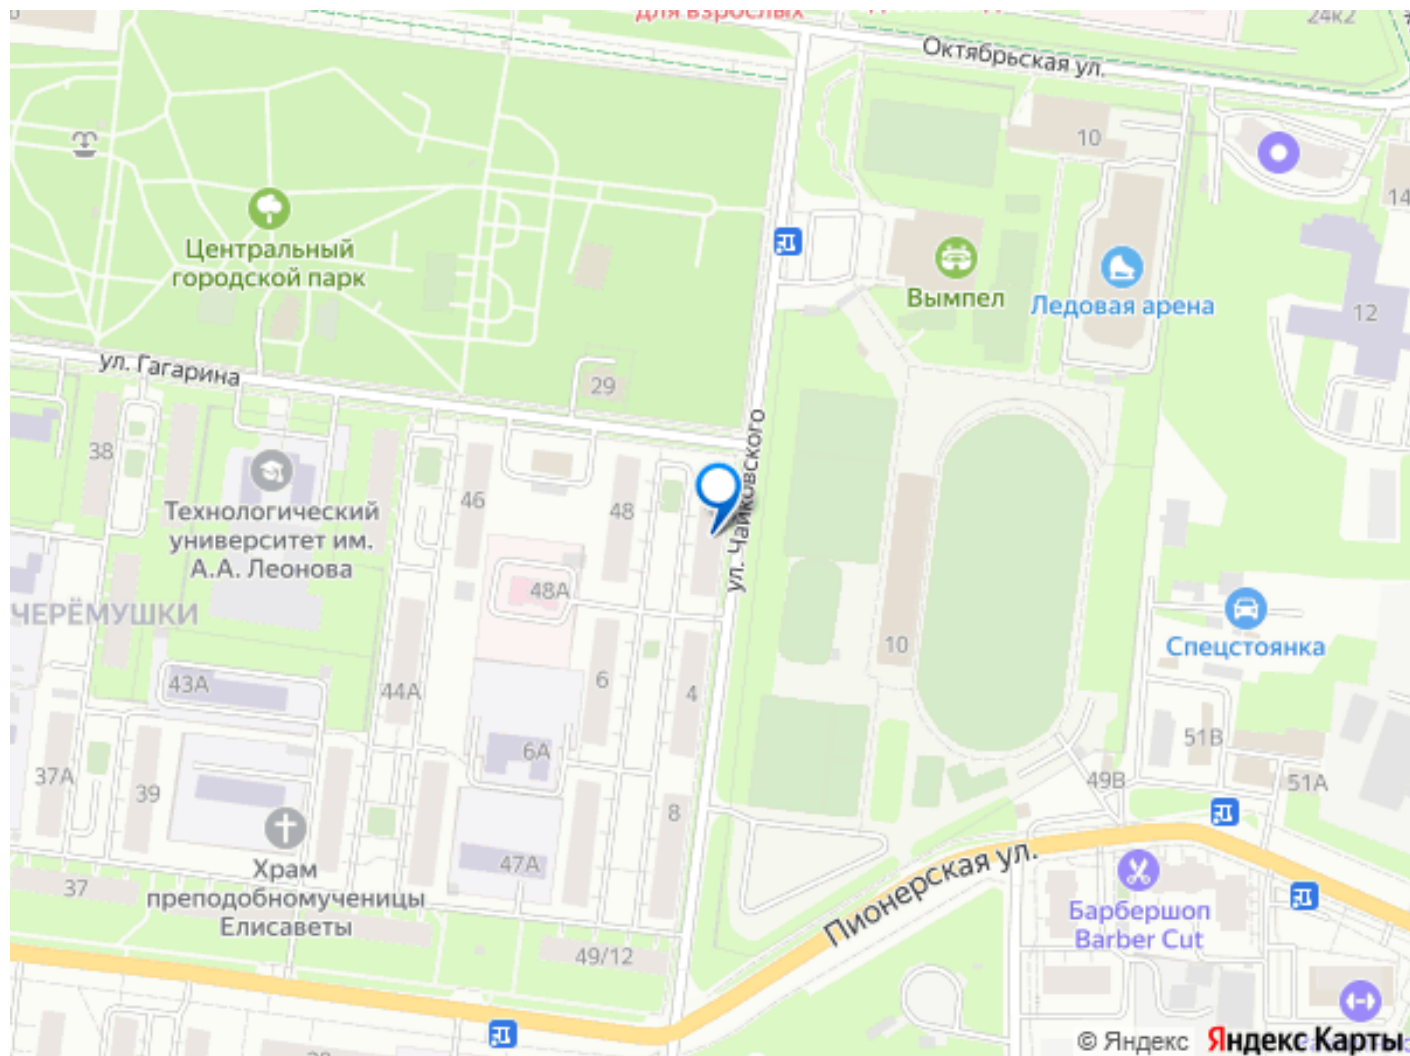 для взрослых
24к2
Октябрьская ул.
10
14
Центральный
городской парк
Вымпел
Ледовая арена
12
ул. Гагарина
29
ул. Чайковского
38
46
48
Технологический
университет им.
А.А. Леонова
48А
ЧЕРЁМУШКИ
10
Спецстоянка
43А
44А
6
4
6А
51В
37А
39
49В
51А
8
Храм
преподобномученицы
Елисаветы
47А
37
Пионерская ул.
Барбершоп
Barber Cut
49/12
© Яндекс
Яндекс Карты